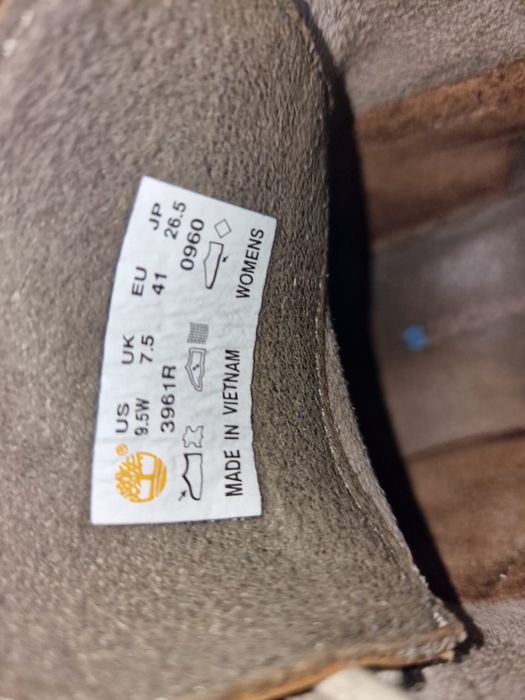 US UK EU JP
9.5W 7.5 41 26.5
3961R 0960
MADE IN VIETNAM WOMENS